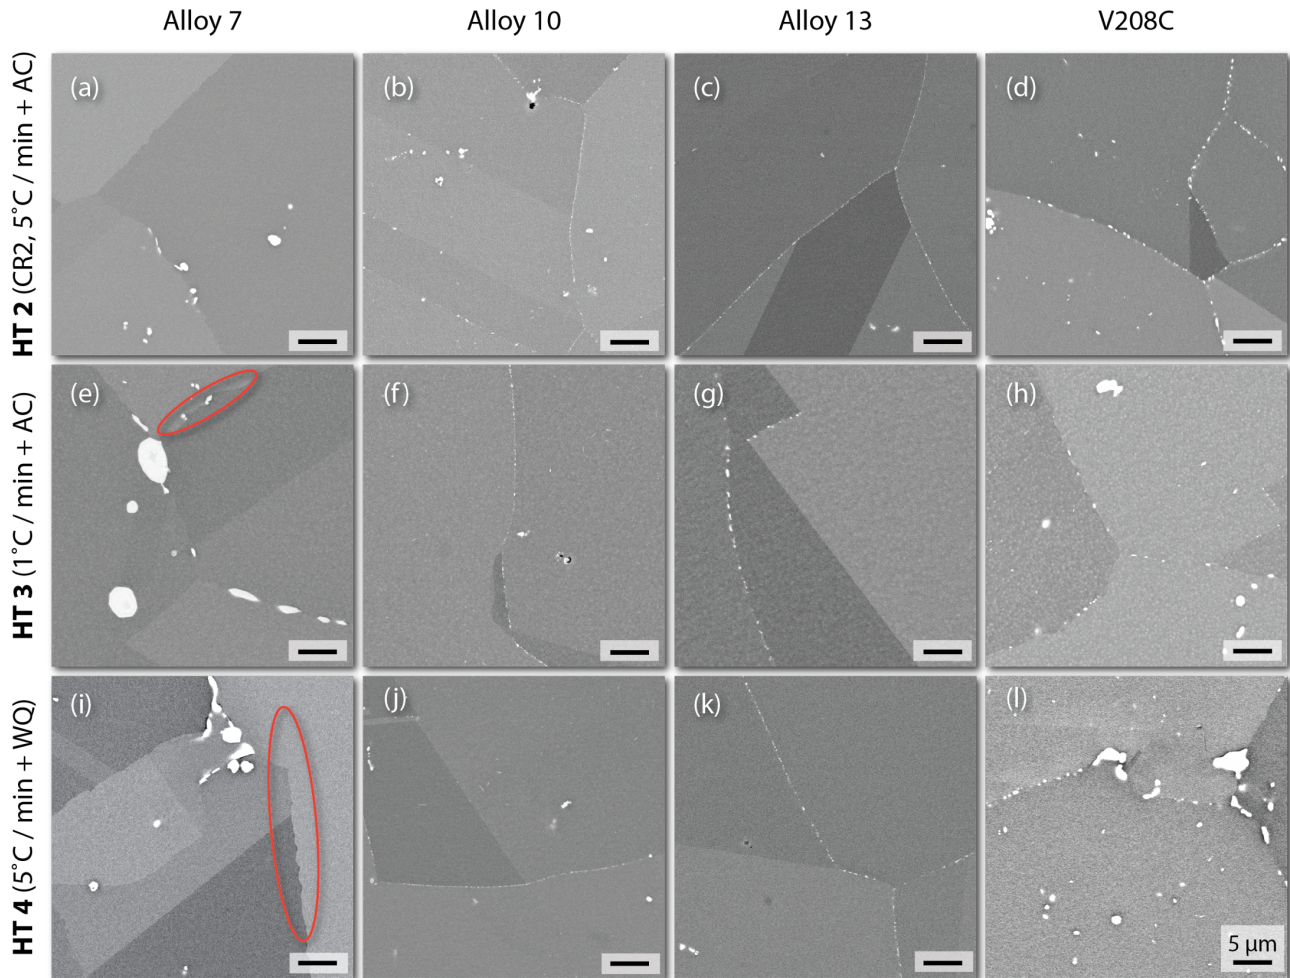 Alloy 7 Alloy 10 Alloy 13 V208C
HT 2 (CR2, 5°C / min + AC)
(a) (b) (c) (d)
HT 3 (1°C / min + AC)
(e) (f) (g) (h)
HT 4 (5°C / min + WQ)
(i) (j) (k) (l)
5 µm